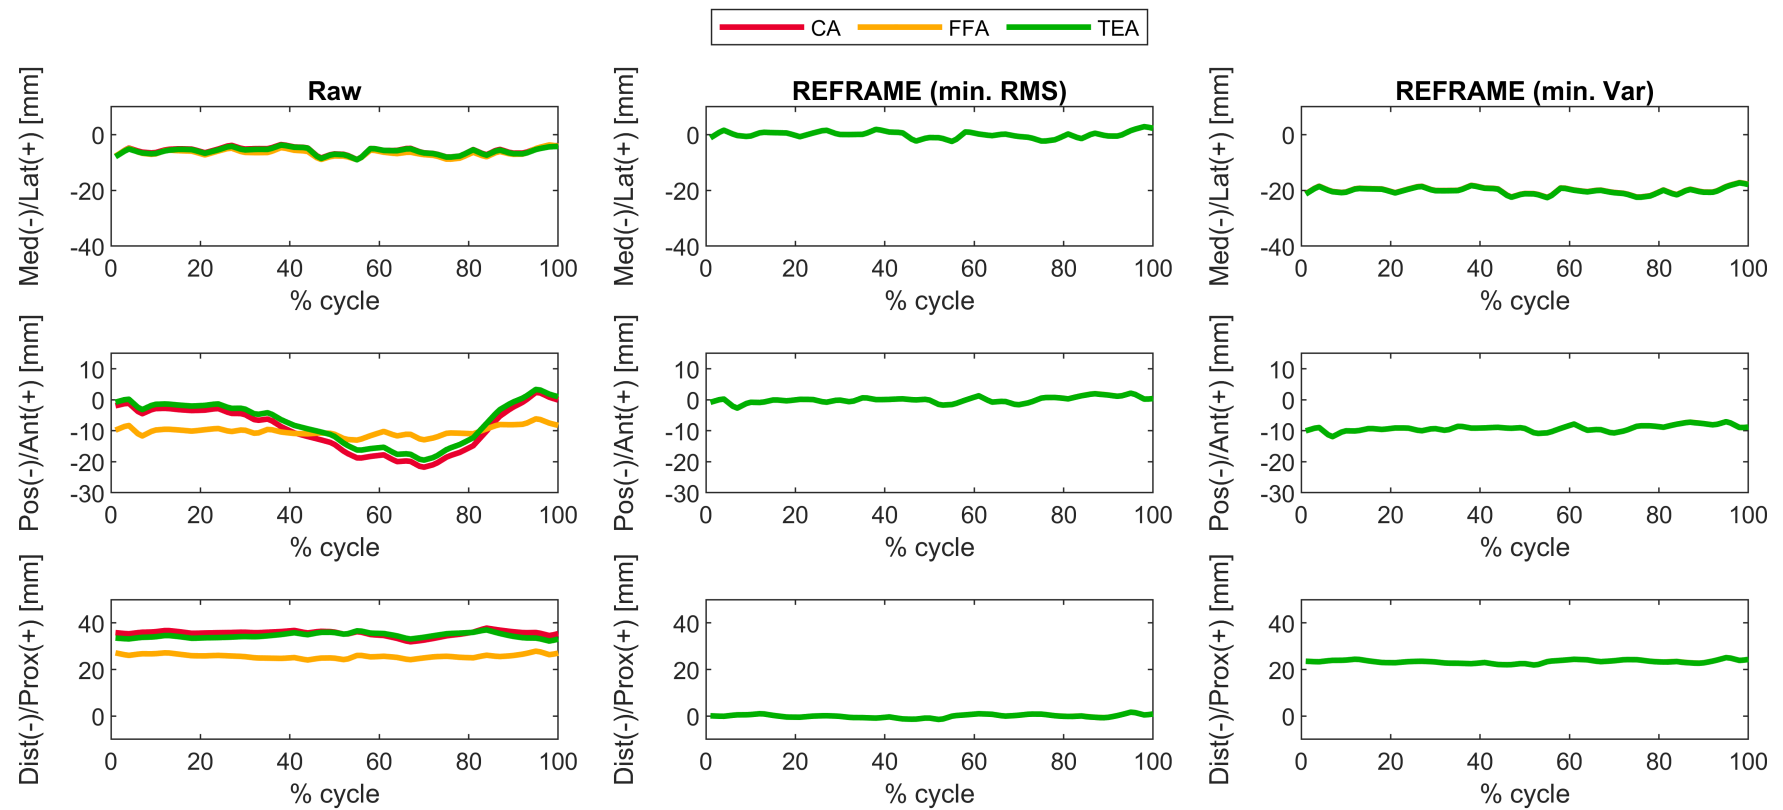 CA FFA TEA
Raw
REFRAME (min. RMS)
REFRAME (min. Var)
Med(-)/Lat(+) [mm]
0
-20
-40
0 20 40 60 80 100
% cycle
Med(-)/Lat(+) [mm]
0
-20
-40
0 20 40 60 80 100
% cycle
Med(-)/Lat(+) [mm]
0
-20
-40
0 20 40 60 80 100
% cycle
Pos(-)/Ant(+) [mm]
10
0
-10
-20
-30
0 20 40 60 80 100
% cycle
Pos(-)/Ant(+) [mm]
10
0
-10
-20
-30
0 20 40 60 80 100
% cycle
Pos(-)/Ant(+) [mm]
10
0
-10
-20
-30
0 20 40 60 80 100
% cycle
Dist(-)/Prox(+) [mm]
40
20
0
0 20 40 60 80 100
% cycle
Dist(-)/Prox(+) [mm]
40
20
0
0 20 40 60 80 100
% cycle
Dist(-)/Prox(+) [mm]
40
20
0
0 20 40 60 80 100
% cycle